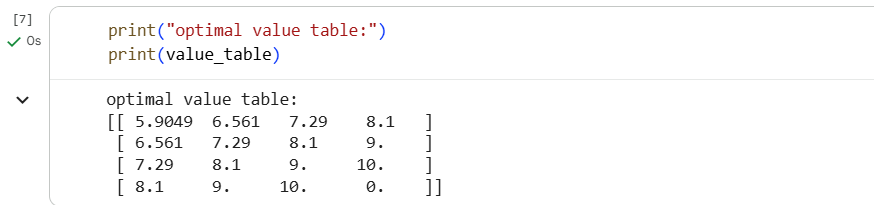 [7]
0s
print("optimal value table:")
print(value_table)
optimal value table:
[[ 5.9049  6.561   7.29    8.1   ]
 [ 6.561   7.29    8.1     9.    ]
 [ 7.29    8.1     9.     10.    ]
 [ 8.1     9.     10.      0.    ]]